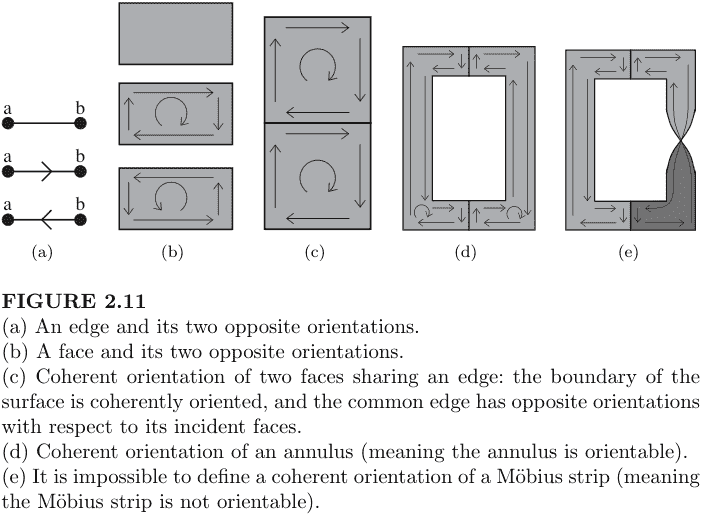 a b
a b
a b
(a) (b) (c) (d) (e)
FIGURE 2.11
(a) An edge and its two opposite orientations.
(b) A face and its two opposite orientations.
(c) Coherent orientation of two faces sharing an edge: the boundary of the
surface is coherently oriented, and the common edge has opposite orientations
with respect to its incident faces.
(d) Coherent orientation of an annulus (meaning the annulus is orientable).
(e) It is impossible to define a coherent orientation of a Möbius strip (meaning
the Möbius strip is not orientable).